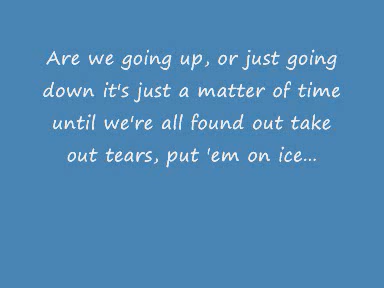 Are we going up, or just going
down it's just a matter of time
until we're all found out take
out tears, put 'em on ice...